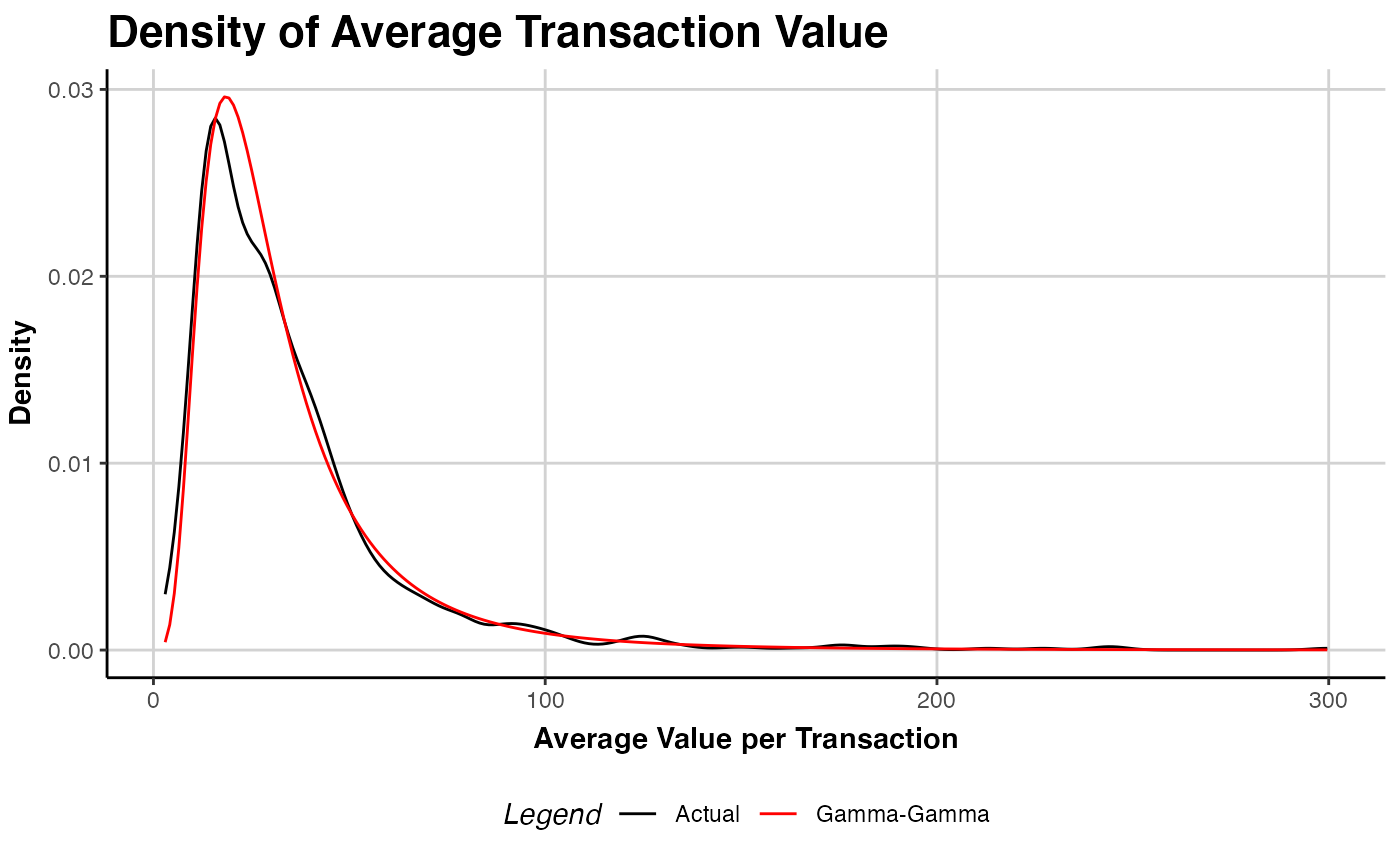 Density of Average Transaction Value
Density
0.03
0.02
0.01
0.00
0 100 200 300
Average Value per Transaction
Legend Actual Gamma-Gamma